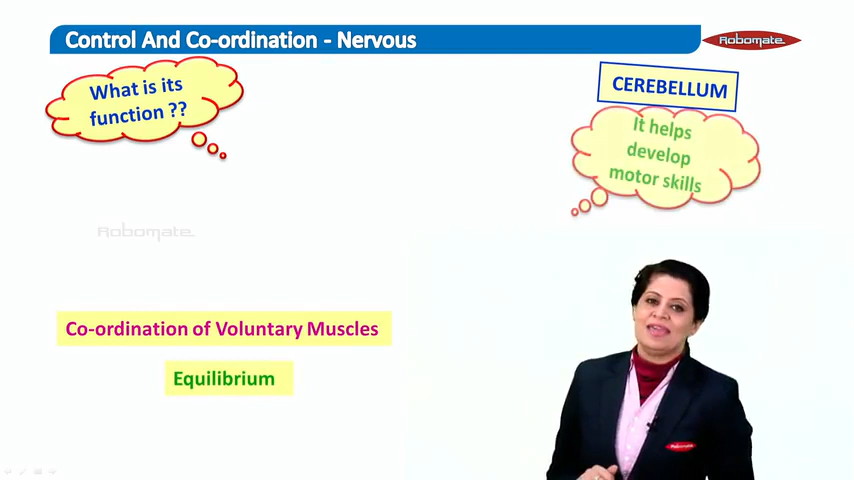 Control And Co-ordination - Nervous
Robomate
What is its
function ??
CEREBELLUM
It helps
develop
motor skills
Robomate
Co-ordination of Voluntary Muscles
Equilibrium